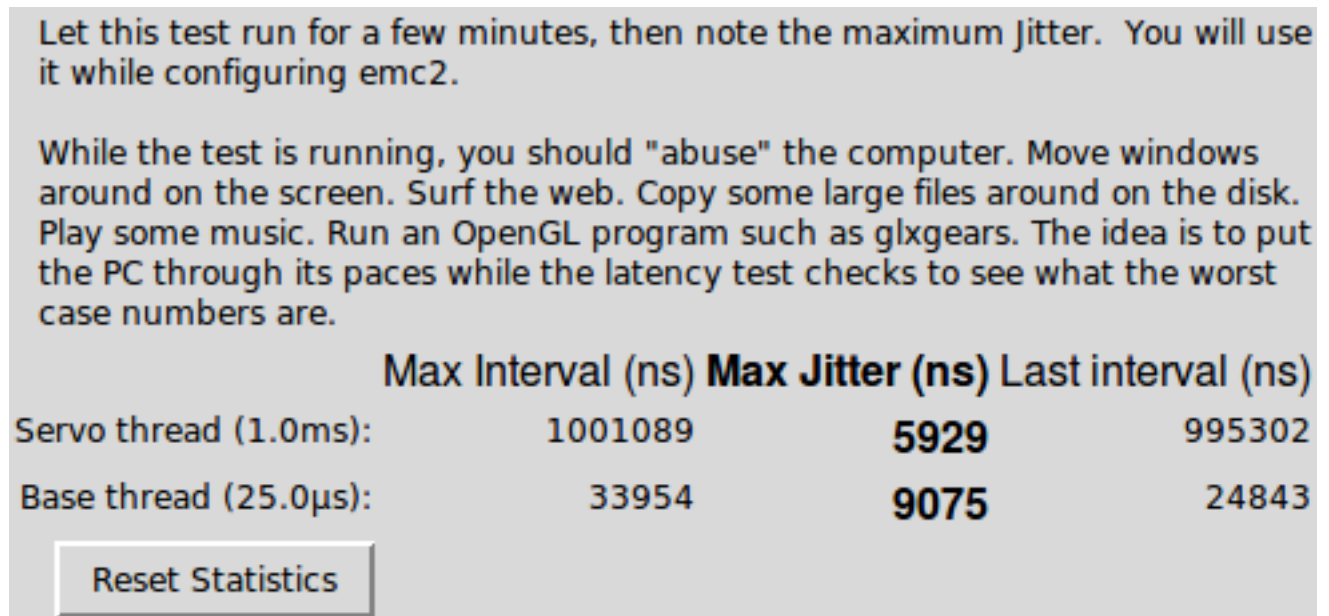 Let this test run for a few minutes, then note the maximum Jitter.  You will use
it while configuring emc2.
While the test is running, you should "abuse" the computer. Move windows
around on the screen. Surf the web. Copy some large files around on the disk.
Play some music. Run an OpenGL program such as glxgears. The idea is to put
the PC through its paces while the latency test checks to see what the worst
case numbers are.
Max Interval (ns) Max Jitter (ns) Last interval (ns)
Servo thread (1.0ms): 1001089 5929 995302
Base thread (25.0µs): 33954 9075 24843
Reset Statistics